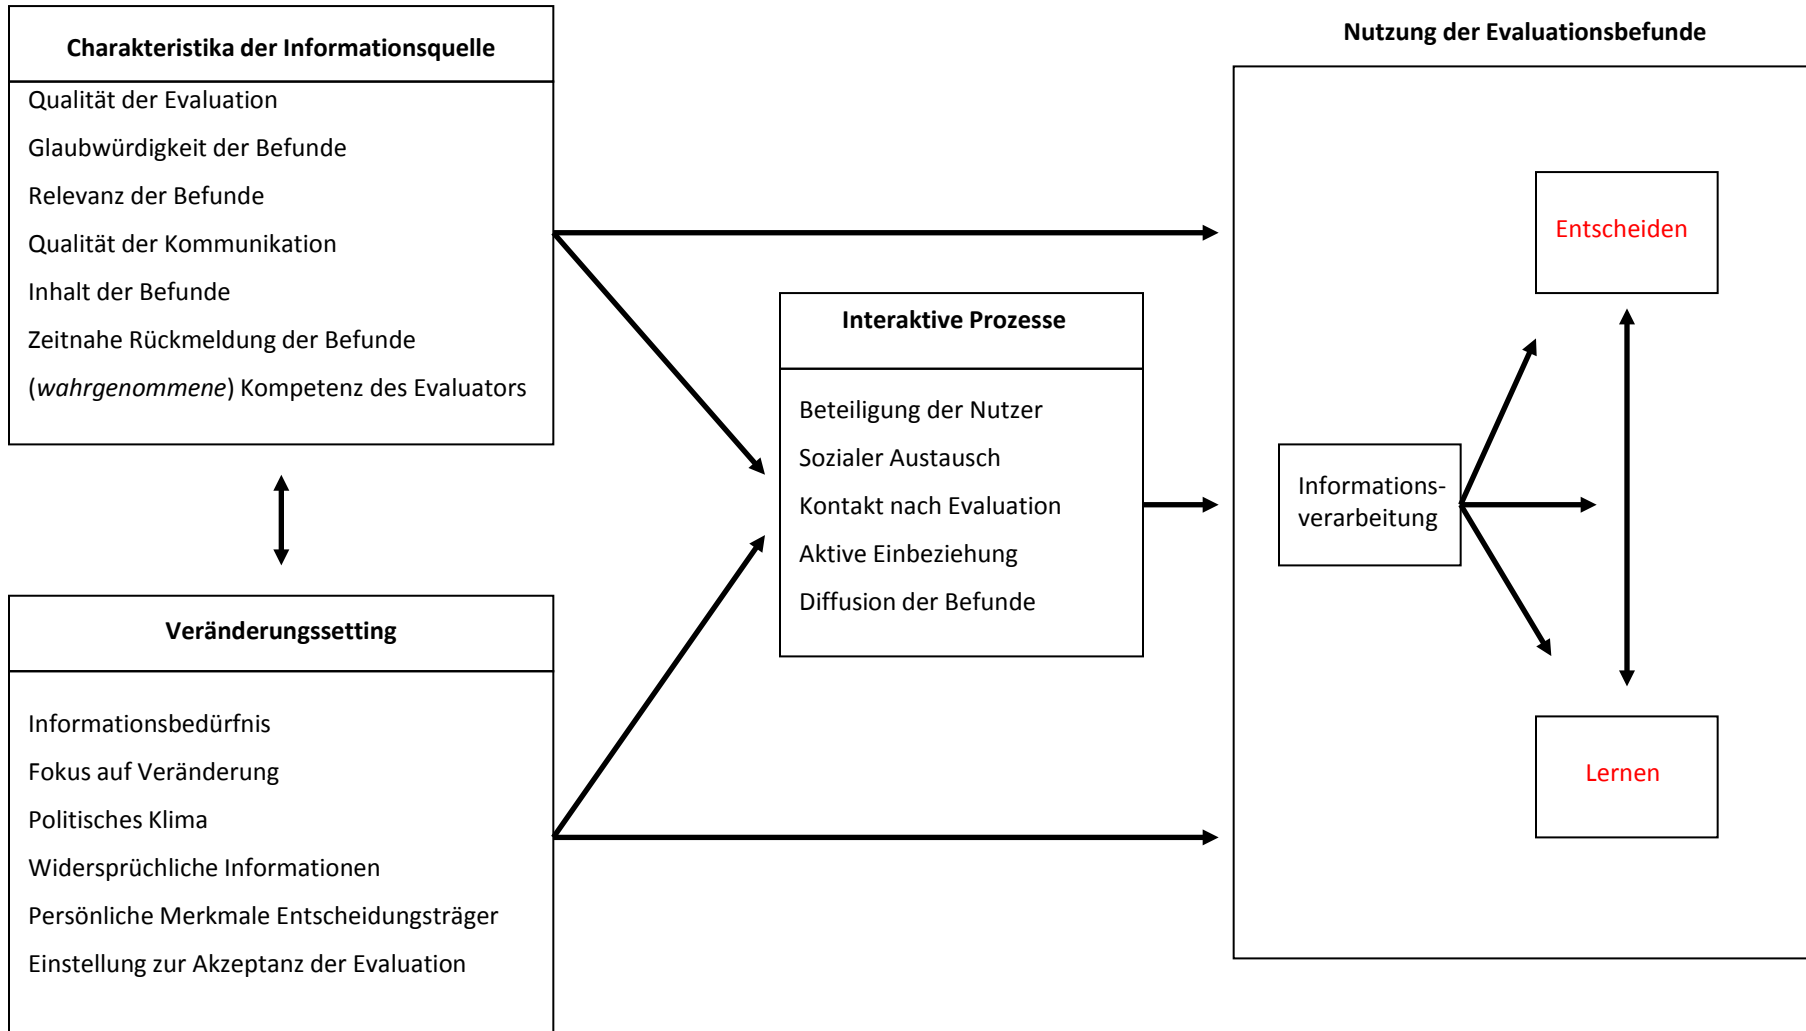 Charakteristika der Informationsquelle
Qualität der Evaluation
Glaubwürdigkeit der Befunde
Relevanz der Befunde
Qualität der Kommunikation
Inhalt der Befunde
Zeitnahe Rückmeldung der Befunde
(wahrgenommene) Kompetenz des Evaluators
Veränderungssetting
Informationsbedürfnis
Fokus auf Veränderung
Politisches Klima
Widersprüchliche Informationen
Persönliche Merkmale Entscheidungsträger
Einstellung zur Akzeptanz der Evaluation
Interaktive Prozesse
Beteiligung der Nutzer
Sozialer Austausch
Kontakt nach Evaluation
Aktive Einbeziehung
Diffusion der Befunde
Nutzung der Evaluationsbefunde
Informations-
verarbeitung
Entscheiden
Lernen